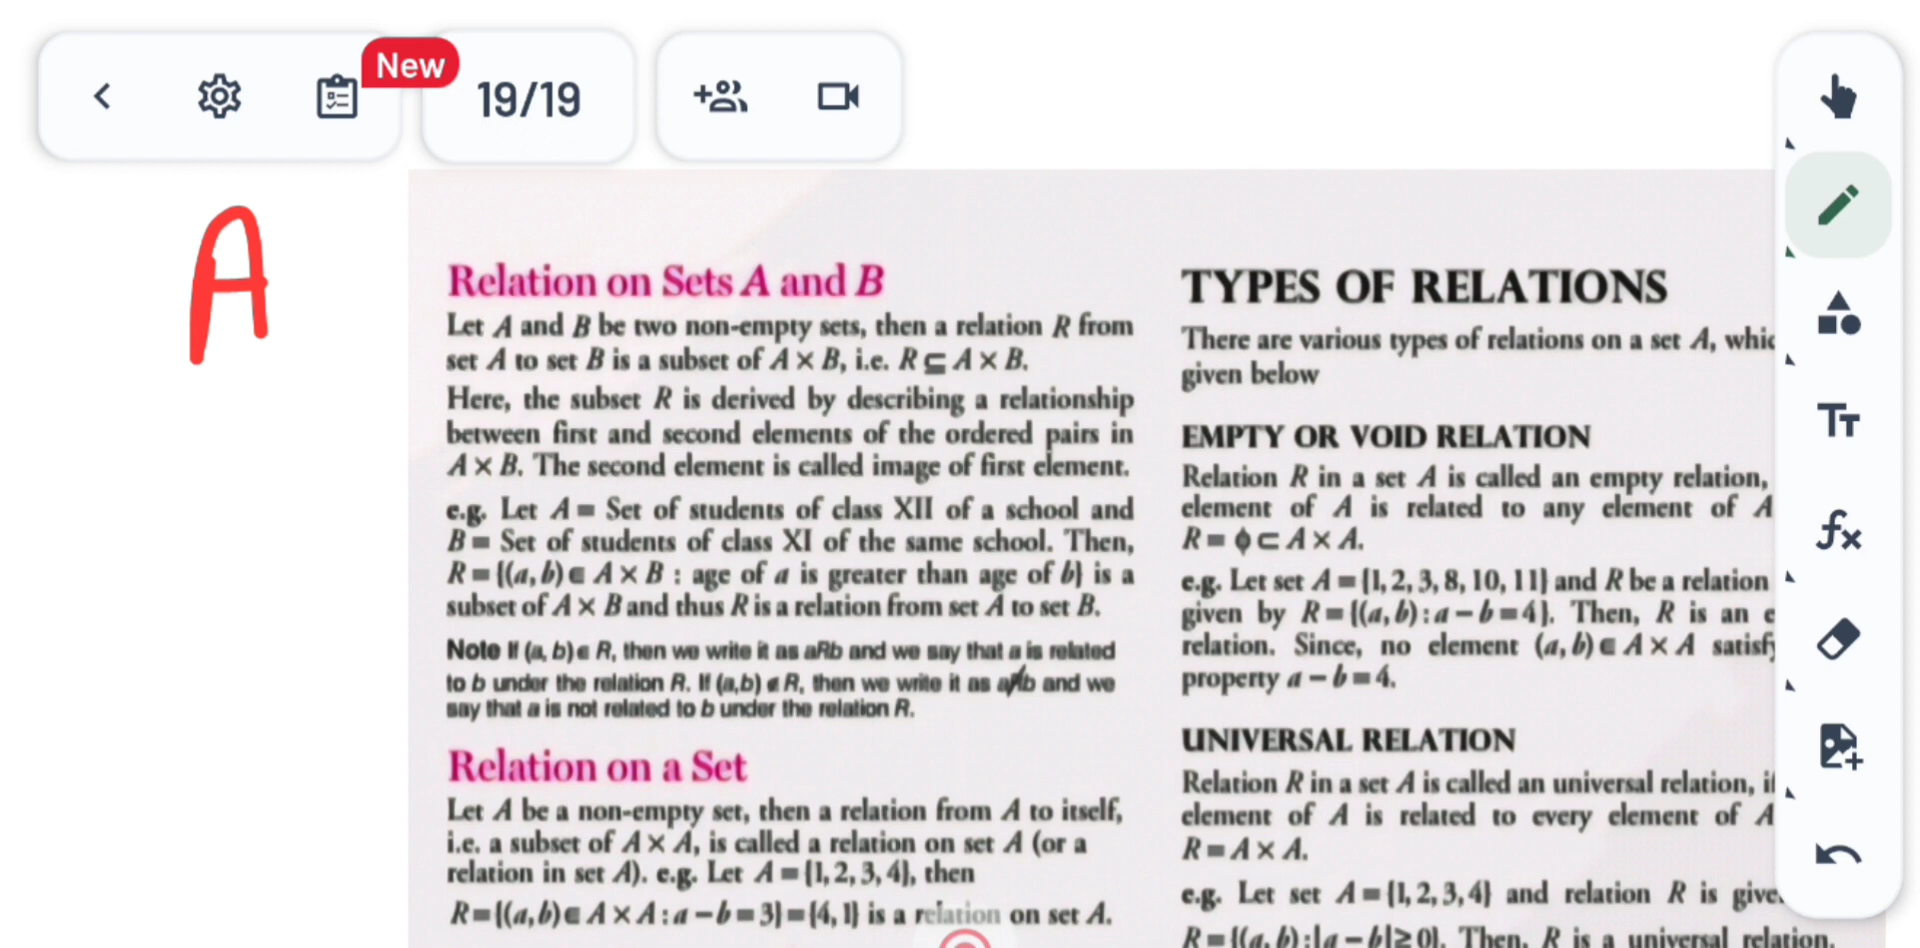 New
19/19
A
Relation on Sets A and B
Let A and B be two non-empty sets, then a relation R from
set A to set B is a subset of A × B, i.e. R ⊆ A × B.
Here, the subset R is derived by describing a relationship
between first and second elements of the ordered pairs in
A × B. The second element is called image of first element.
e.g. Let A = Set of students of class XII of a school and
B = Set of students of class XI of the same school. Then,
R = {(a, b) ∈ A × B : age of a is greater than age of b} is a
subset of A × B and thus R is a relation from set A to set B.
Note If (a, b) ∈ R, then we write it as aRb and we say that a is related
to b under the relation R. If (a,b) ∉ R, then we write it as aR̸b and we
say that a is not related to b under the relation R.
Relation on a Set
Let A be a non-empty set, then a relation from A to itself,
i.e. a subset of A × A, is called a relation on set A (or a
relation in set A). e.g. Let A = {1, 2, 3, 4}, then
R = {(a, b) ∈ A × A : a − b = 3} = {4, 1} is a relation on set A.
TYPES OF RELATIONS
There are various types of relations on a set A,
given below
EMPTY OR VOID RELATION
Relation R in a set A is called an empty relation,
element of A is related to any element of A
R = ϕ ⊂ A × A.
e.g. Let set A = {1, 2, 3, 8, 10, 11} and R be a relation
given by R = {(a, b) : a − b = 4}. Then, R is an
relation. Since, no element (a, b) ∈ A × A
property a − b = 4.
UNIVERSAL RELATION
Relation R in a set A is called an universal relation,
element of A is related to every element of A
R = A × A.
e.g. Let set A = {1, 2, 3, 4} and relation R is
R = {(a, b) : |a − b| ≥ 0}. Then, R is a universal relation.
Tт
fx